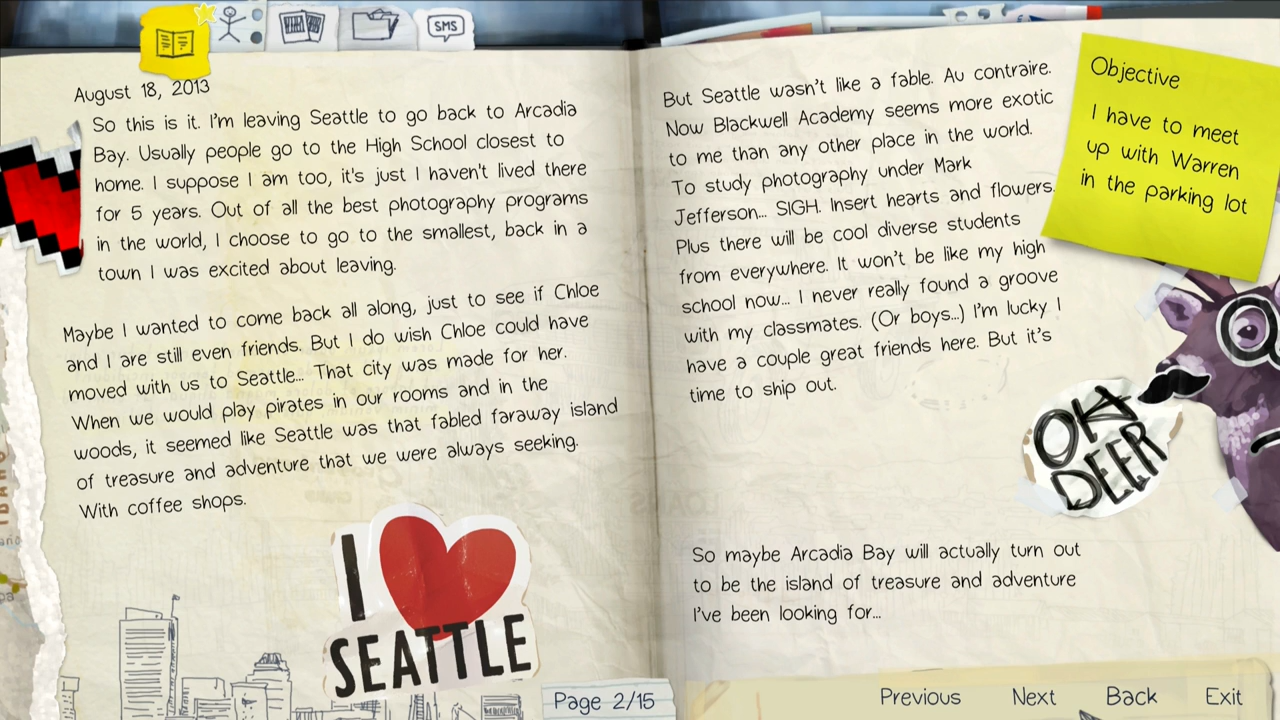 SMS
August 18, 2013
So this is it. I'm leaving Seattle to go back to Arcadia
Bay. Usually people go to the High School closest to
home. I suppose I am too, it's just I haven't lived there
for 5 years. Out of all the best photography programs
in the world, I choose to go to the smallest, back in a
town I was excited about leaving.
Maybe I wanted to come back all along, just to see if Chloe
and I are still even friends. But I do wish Chloe could have
moved with us to Seattle... That city was made for her.
When we would play pirates in our rooms and in the
woods, it seemed like Seattle was that fabled faraway island
of treasure and adventure that we were always seeking.
With coffee shops.
I
SEATTLE
Page 2/15
But Seattle wasn't like a fable. Au contraire.
Now Blackwell Academy seems more exotic
to me than any other place in the world.
To study photography under Mark
Jefferson... SIGH. Insert hearts and flowers.
Plus there will be cool diverse students
from everywhere. It won't be like my high
school now... I never really found a groove
with my classmates. (Or boys...) I'm lucky I
have a couple great friends here. But it's
time to ship out.
So maybe Arcadia Bay will actually turn out
to be the island of treasure and adventure
I've been looking for...
Objective
I have to meet
up with Warren
in the parking lot
OH
DEER
Previous Next Back Exit